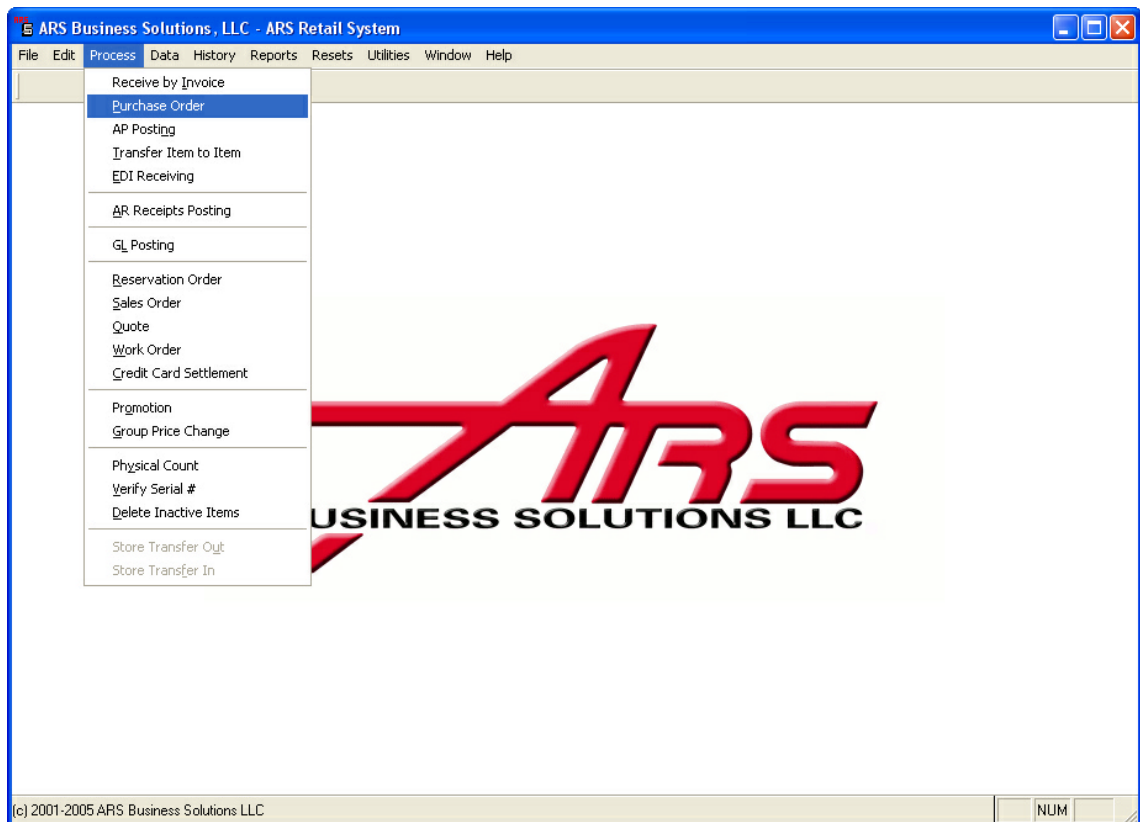 ARS Business Solutions, LLC - ARS Retail System
File Edit Process Data History Reports Resets Utilities Window Help
Receive by Invoice
Purchase Order
AP Posting
Transfer Item to Item
EDI Receiving
AR Receipts Posting
GL Posting
Reservation Order
Sales Order
Quote
Work Order
Credit Card Settlement
Promotion
Group Price Change
Physical Count
Verify Serial #
Delete Inactive Items
Store Transfer Out
Store Transfer In
ARS
USINESS SOLUTIONS LLC
(c) 2001-2005 ARS Business Solutions LLC NUM